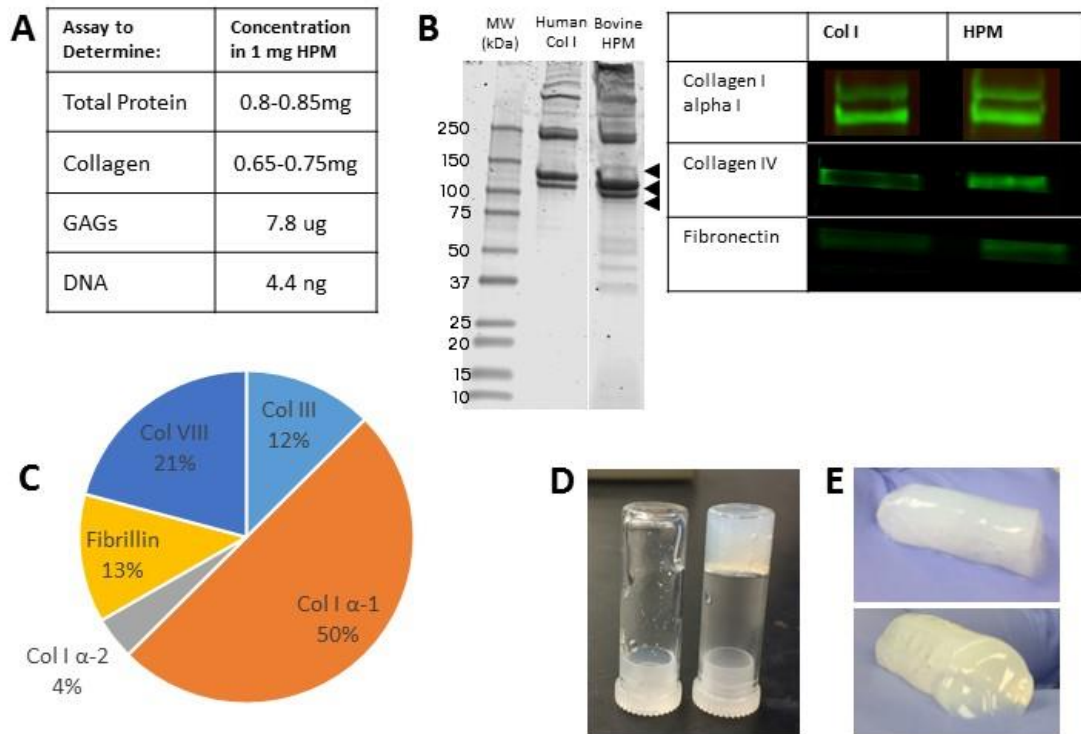 A
Assay to
Determine:
Concentration
in 1 mg HPM
Total Protein
0.8-0.85mg
Collagen
0.65-0.75mg
GAGs
7.8 ug
DNA
4.4 ng
B
MW
(kDa)
Human
Col I
Bovine
HPM
250
150
100
75
50
37
25
20
15
10
Col I
HPM
Collagen I
alpha I
Collagen IV
Fibronectin
C
Col VIII
21%
Col III
12%
Fibrillin
13%
Col I α-1
50%
Col I α-2
4%
D
E